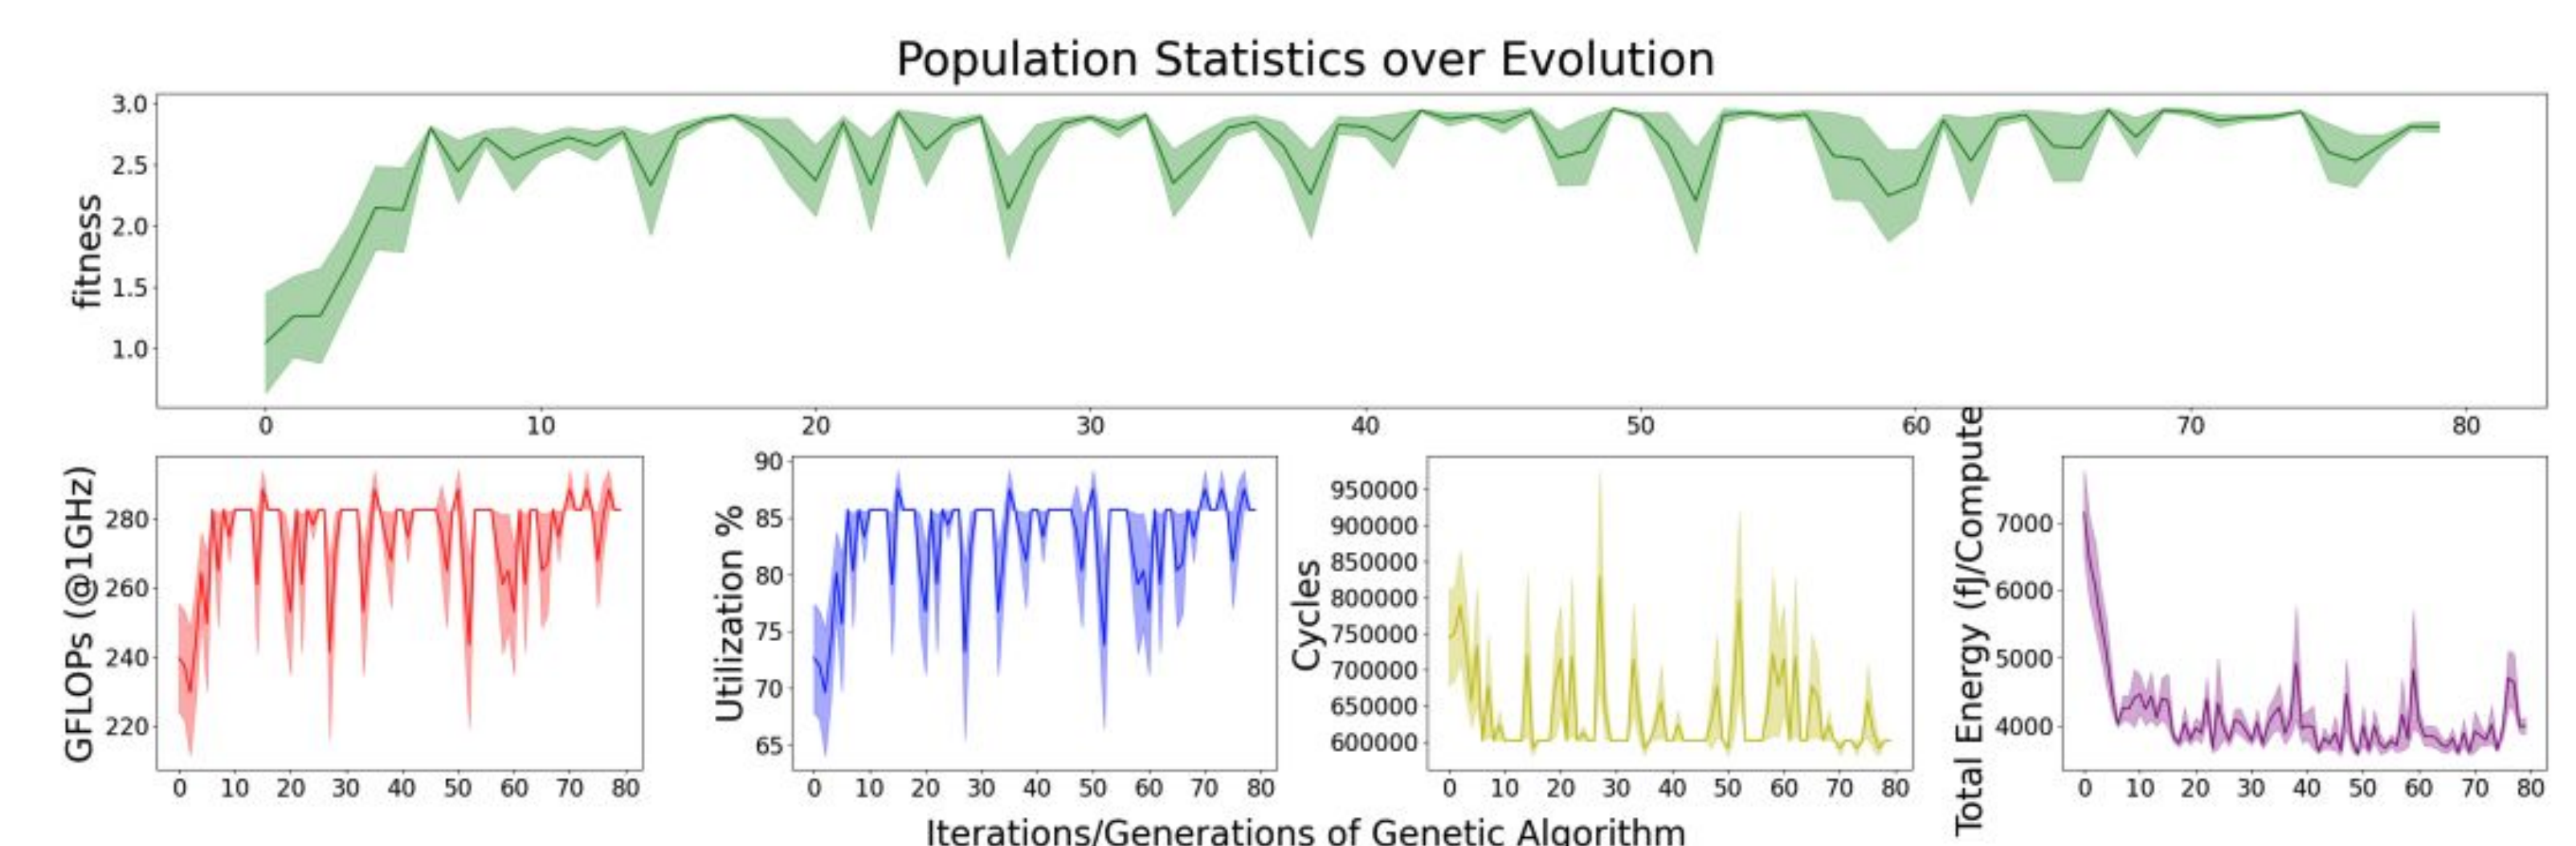 Population Statistics over Evolution
fitness
3.0
2.5
2.0
1.5
1.0
0 10 20 30 40 50 60 70 80
GFLOPs (@1GHz)
280
260
240
220
0 10 20 30 40 50 60 70 80
Utilization %
90
85
80
75
70
65
0 10 20 30 40 50 60 70 80
Cycles
950000
900000
850000
800000
750000
700000
650000
600000
0 10 20 30 40 50 60 70 80
Total Energy (fJ/Compute
7000
6000
5000
4000
0 10 20 30 40 50 60 70 80
Iterations/Generations of Genetic Algorithm